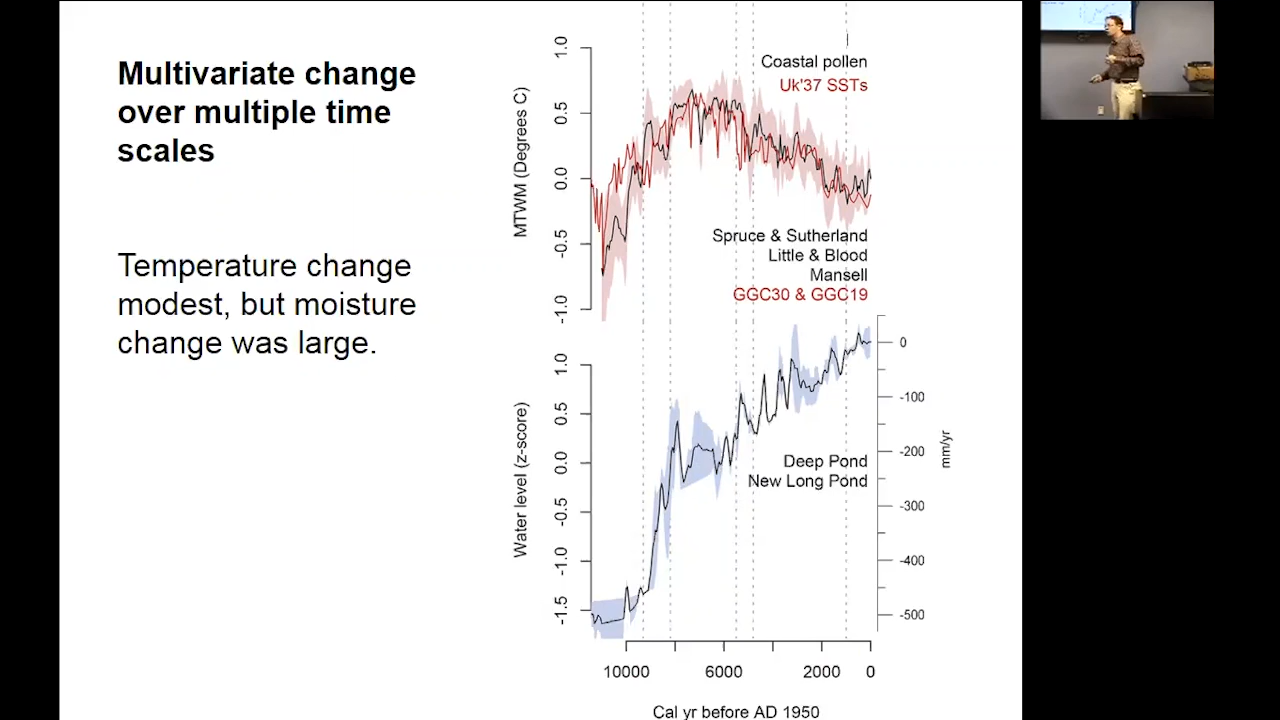 Multivariate change
over multiple time
scales
Temperature change
modest, but moisture
change was large.
MTWM (Degrees C)
1.0
0.5
0.0
-0.5
-1.0
Coastal pollen
Uk'37 SSTs
Spruce & Sutherland
Little & Blood
Mansell
GGC30 & GGC19
Water level (z-score)
1.0
0.5
0.0
-0.5
-1.0
-1.5
Deep Pond
New Long Pond
0
-100
-200
-300
-400
-500
mm/yr
10000
6000
2000
0
Cal yr before AD 1950